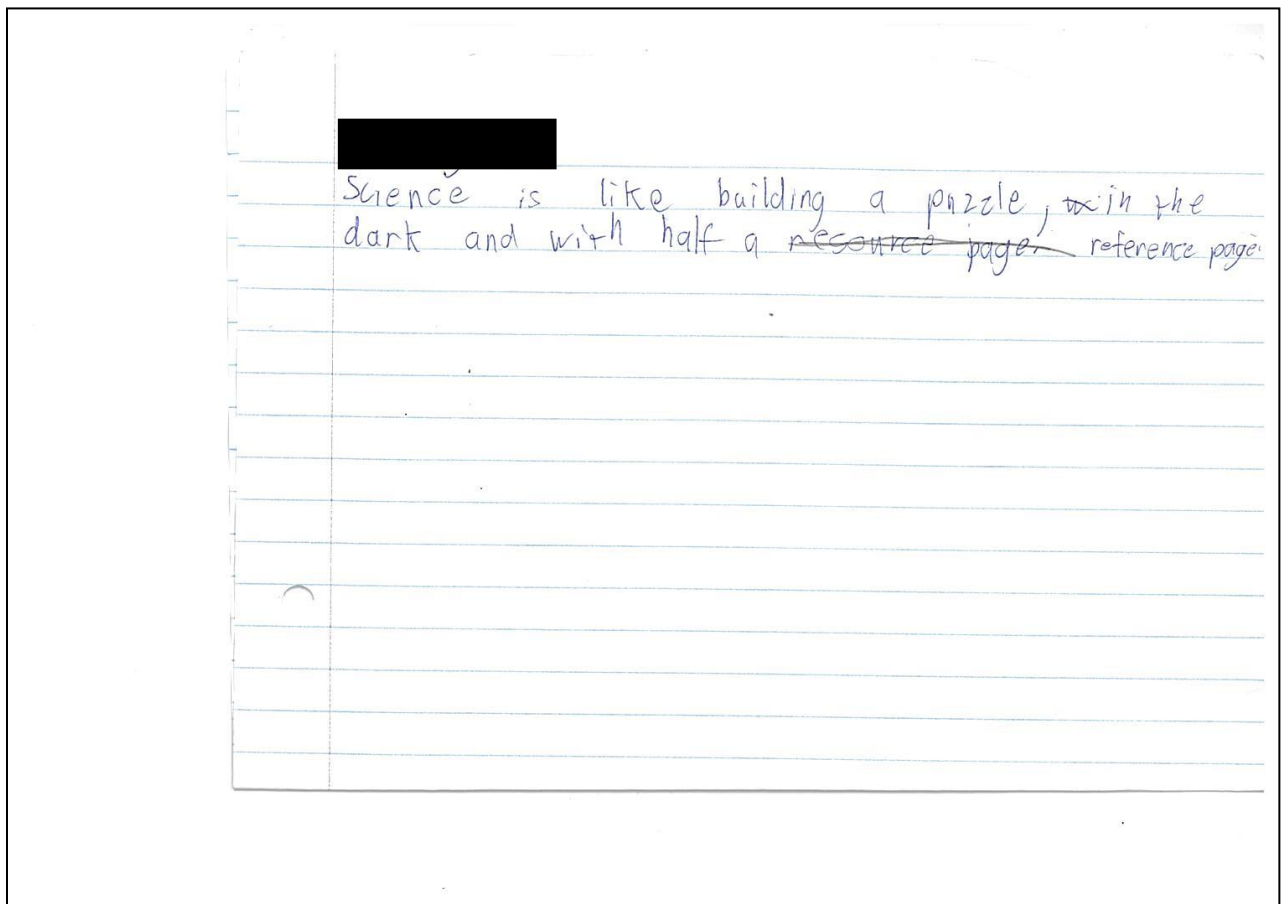 Science is like building a puzzle, in the
dark and with half a resource page. reference page.